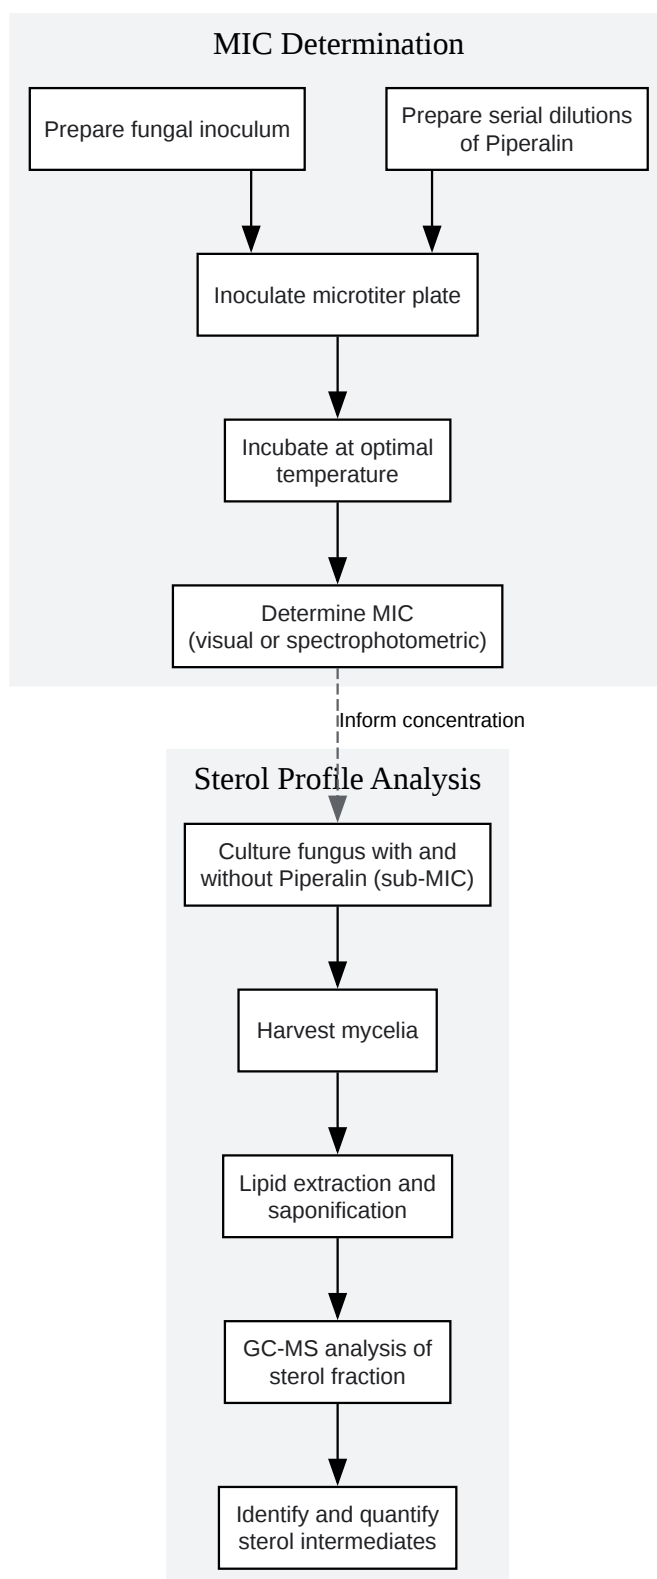 MIC Determination
Prepare fungal inoculum
Prepare serial dilutions
of Piperalin
Inoculate microtiter plate
Incubate at optimal
temperature
Determine MIC
(visual or spectrophotometric)
Inform concentration
Sterol Profile Analysis
Culture fungus with and
without Piperalin (sub-MIC)
Harvest mycelia
Lipid extraction and
saponification
GC-MS analysis of
sterol fraction
Identify and quantify
sterol intermediates